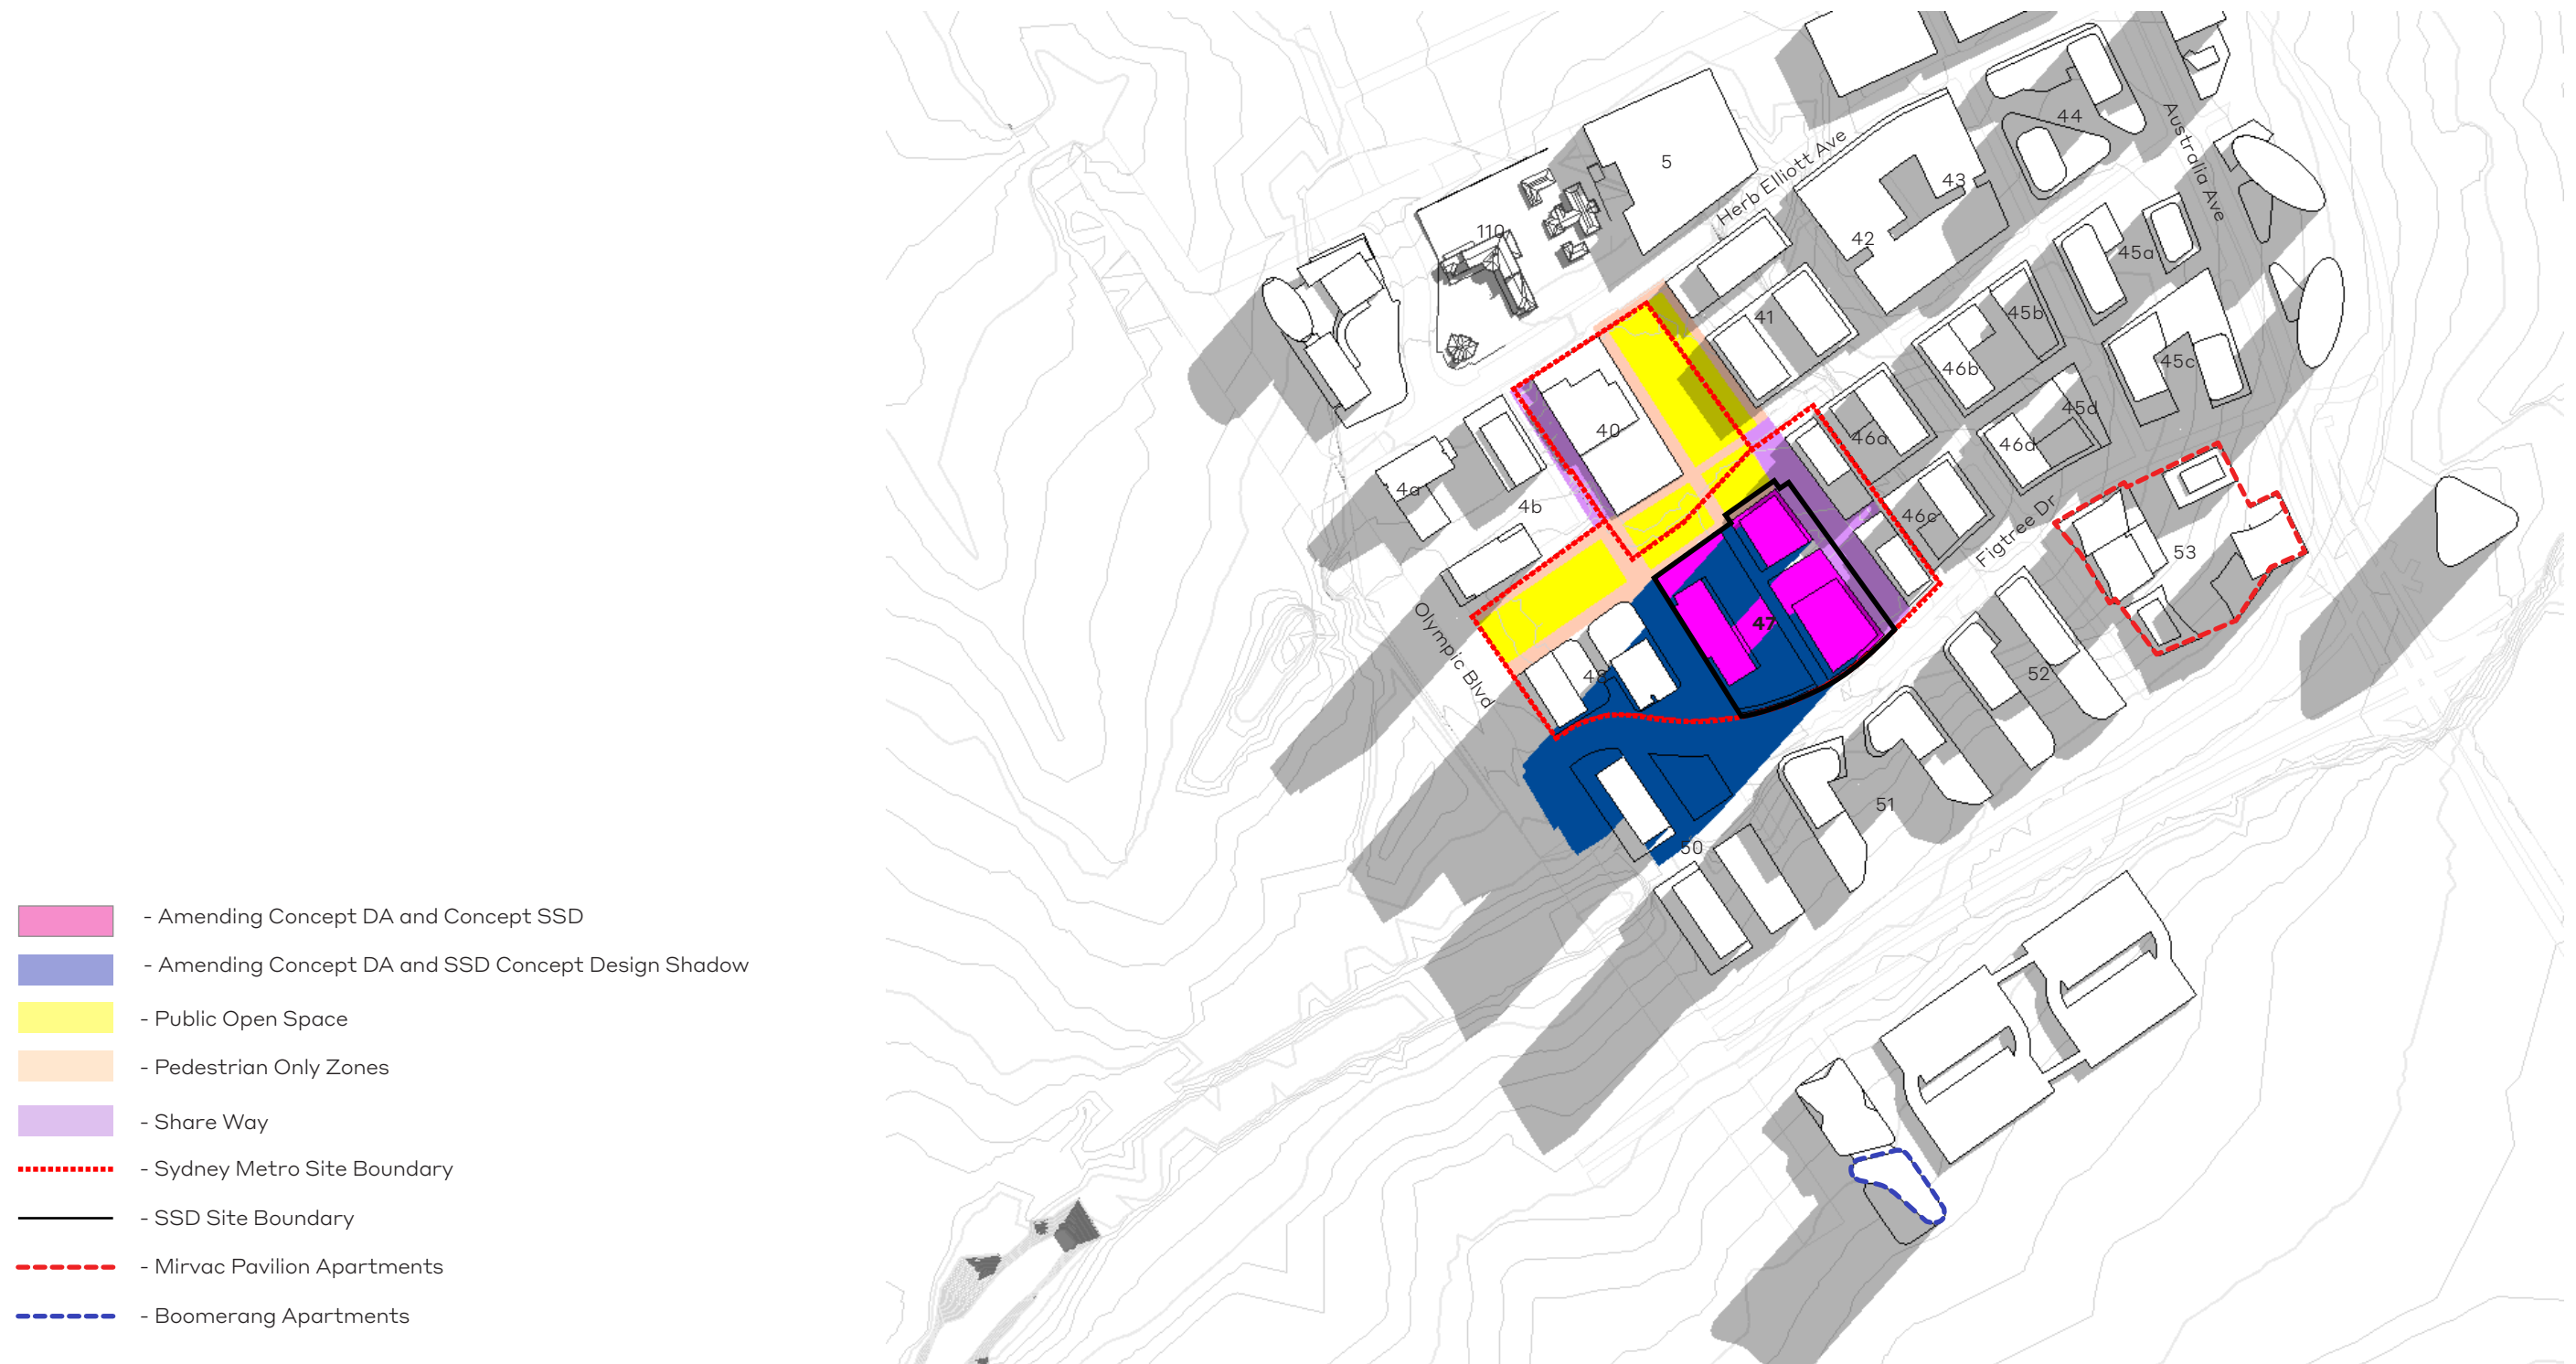 44
Australia Ave
5
Herb Elliott Ave
43
110
42
45a
41
45b
46b
45c
45d
40
46a
46d
4a
4b
46c
Figtree Dr
53
Olympic Blvd
47
48
52
51
50
- Amending Concept DA and Concept SSD
- Amending Concept DA and SSD Concept Design Shadow
- Public Open Space
- Pedestrian Only Zones
- Share Way
- Sydney Metro Site Boundary
- SSD Site Boundary
- Mirvac Pavilion Apartments
- Boomerang Apartments